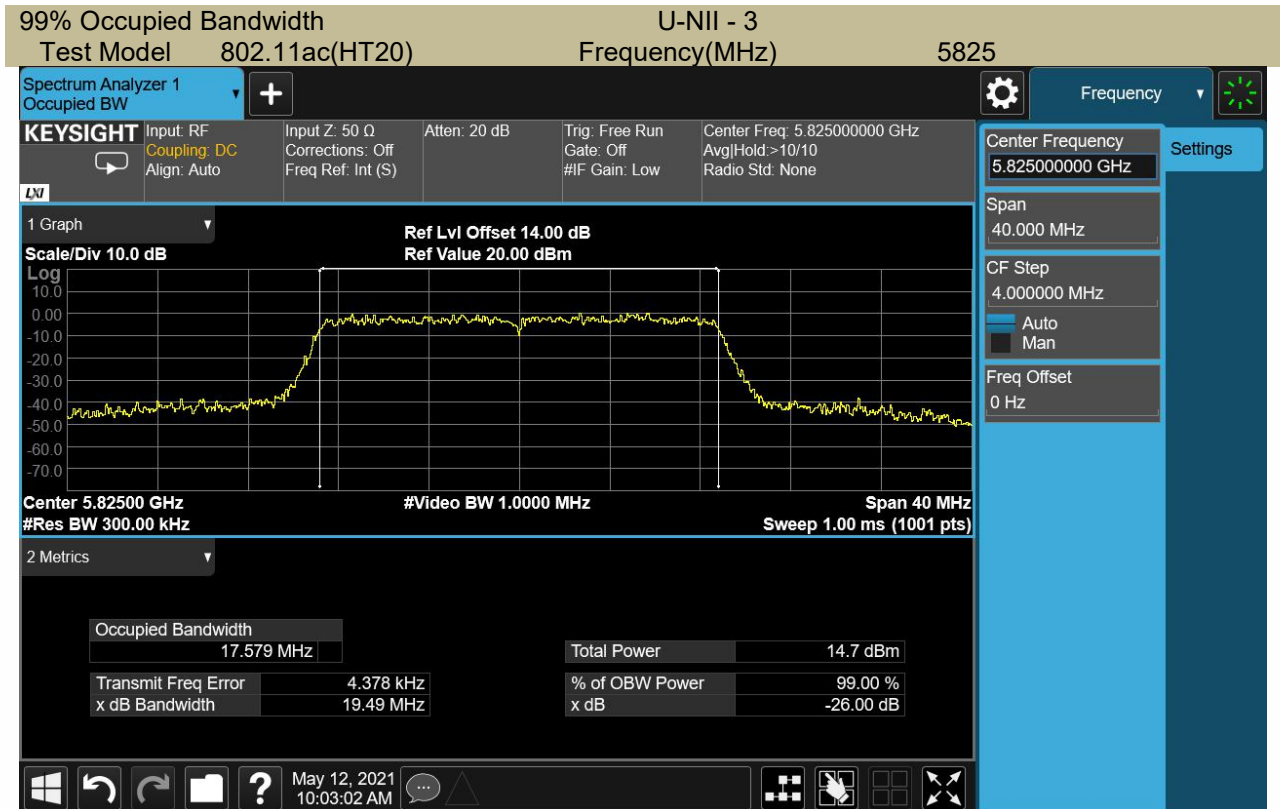 99% Occupied Bandwidth U-NII - 3
Test Model 802.11ac(HT20) Frequency(MHz) 5825
Spectrum Analyzer 1
Occupied BW
+
Frequency
KEYSIGHT
LXI
Input: RF
Coupling: DC
Align: Auto
Input Z: 50 Ω
Corrections: Off
Freq Ref: Int (S)
Atten: 20 dB
Trig: Free Run
Gate: Off
#IF Gain: Low
Center Freq: 5.825000000 GHz
Avg|Hold:>10/10
Radio Std: None
Center Frequency
5.825000000 GHz
Settings
Span
40.000 MHz
CF Step
4.000000 MHz
Auto
Man
Freq Offset
0 Hz
1 Graph
Scale/Div 10.0 dB
Ref Lvl Offset 14.00 dB
Ref Value 20.00 dBm
Log
10.0
0.00
-10.0
-20.0
-30.0
-40.0
-50.0
-60.0
-70.0
Center 5.82500 GHz #Video BW 1.0000 MHz Span 40 MHz
#Res BW 300.00 kHz Sweep 1.00 ms (1001 pts)
2 Metrics
Occupied Bandwidth
17.579 MHz Total Power 14.7 dBm
Transmit Freq Error 4.378 kHz % of OBW Power 99.00 %
x dB Bandwidth 19.49 MHz x dB -26.00 dB
?
May 12, 2021
10:03:02 AM